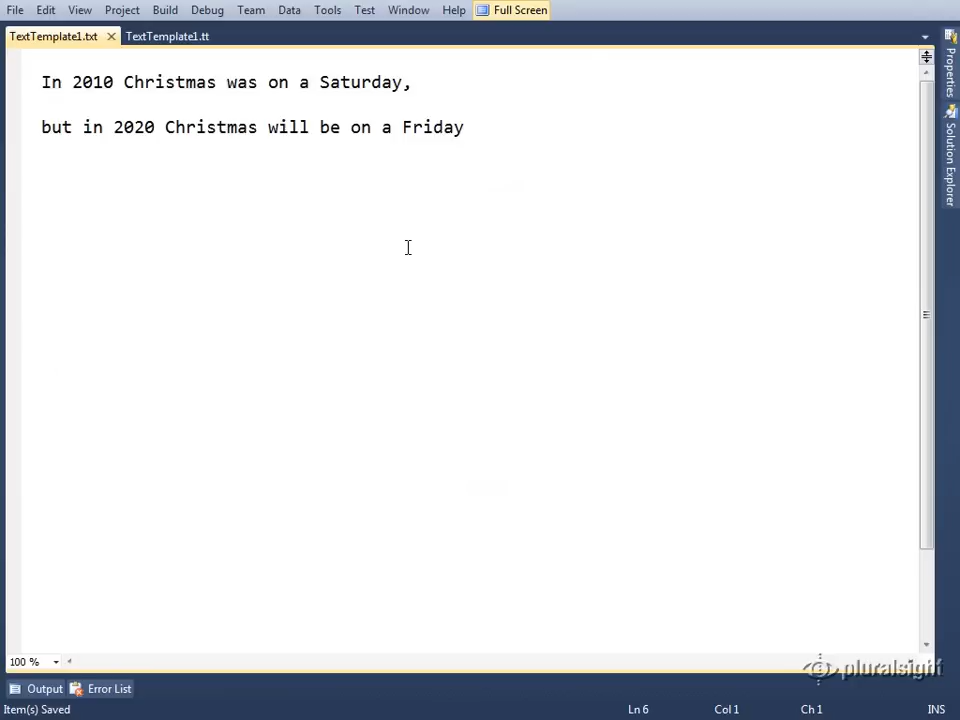 File Edit View Project Build Debug Team Data Tools Test Window Help Full Screen
TextTemplate1.txt TextTemplate1.tt
In 2010 Christmas was on a Saturday,
but in 2020 Christmas will be on a Friday
Properties
Solution Explorer
100 %
pluralsight
Output Error List
Item(s) Saved Ln 6 Col 1 Ch 1 INS